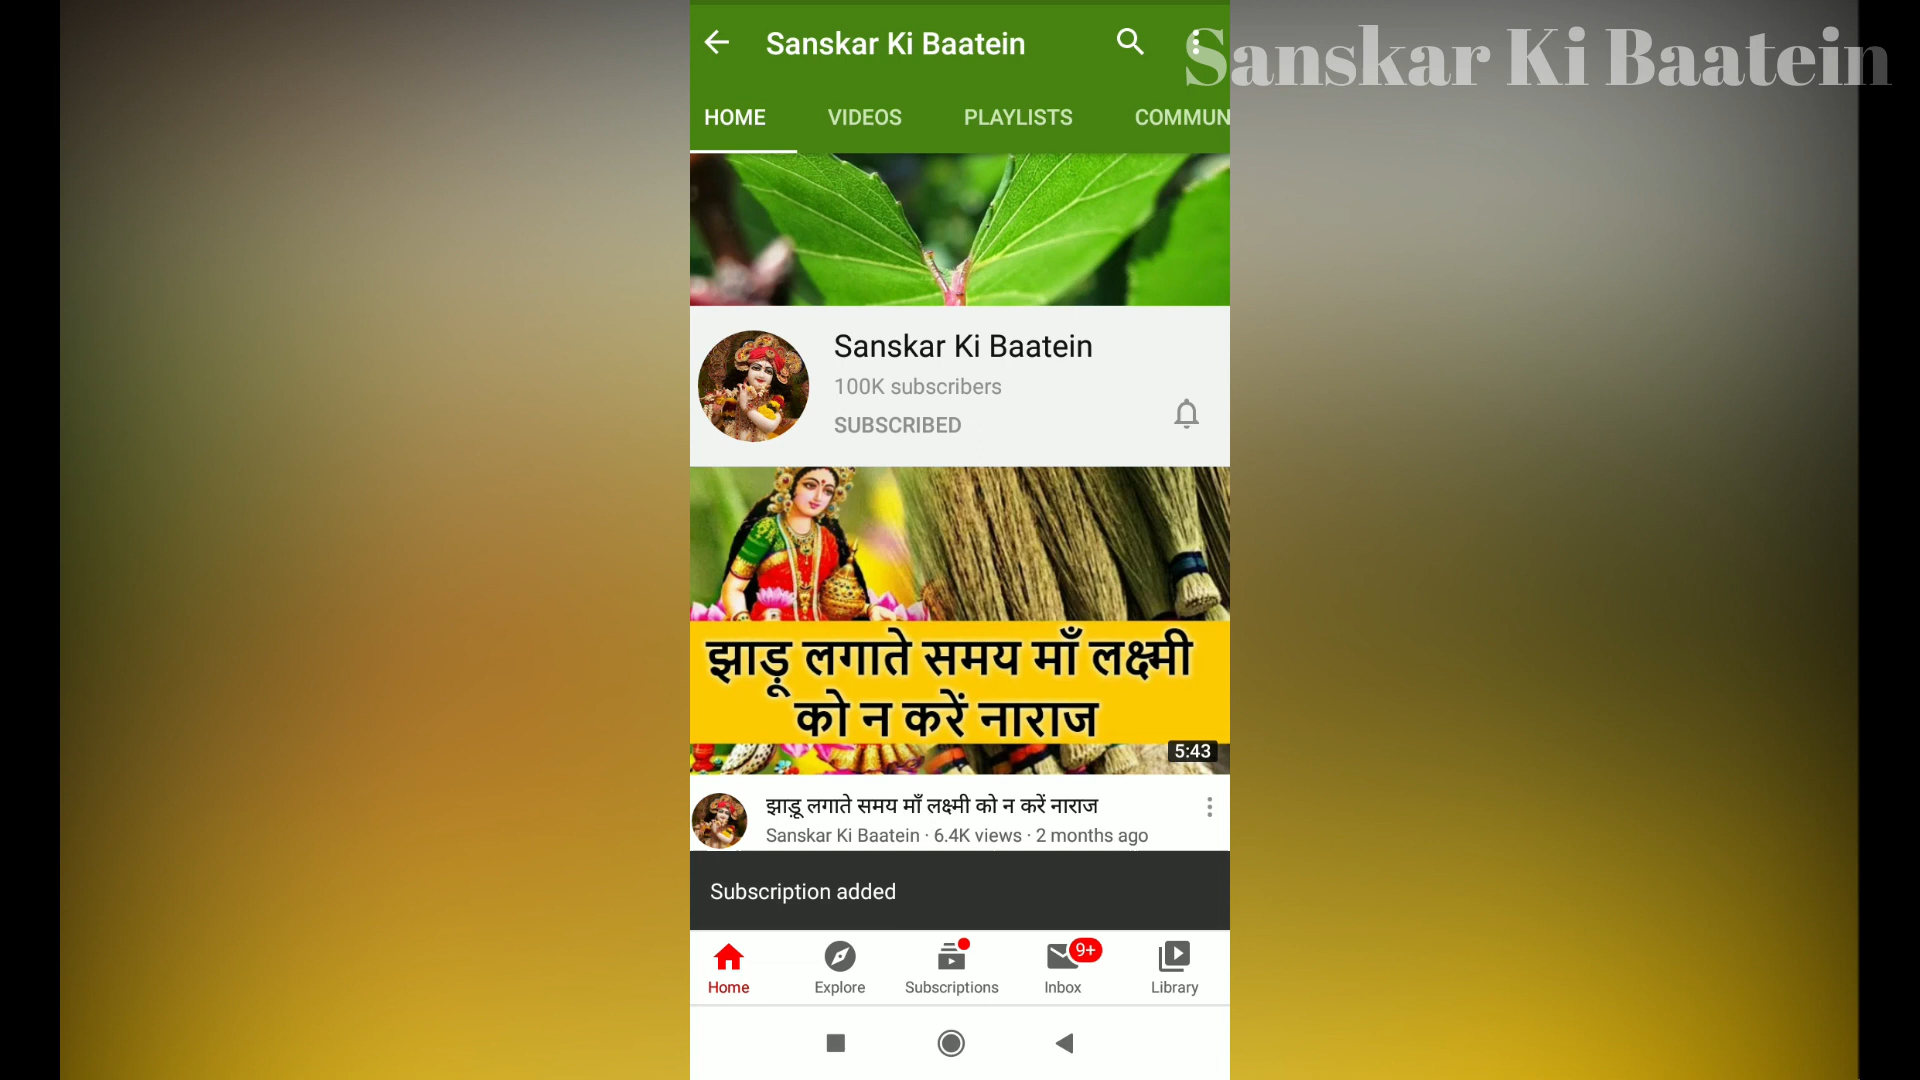 Sanskar Ki Baatein
Sanskar Ki Baatein
HOME VIDEOS PLAYLISTS COMMUN
Sanskar Ki Baatein
100K subscribers
SUBSCRIBED
झाड़ू लगाते समय माँ लक्ष्मी
को न करें नाराज
5:43
झाड़ू लगाते समय माँ लक्ष्मी को न करें नाराज
Sanskar Ki Baatein · 6.4K views · 2 months ago
Subscription added
9+
Home Explore Subscriptions Inbox Library